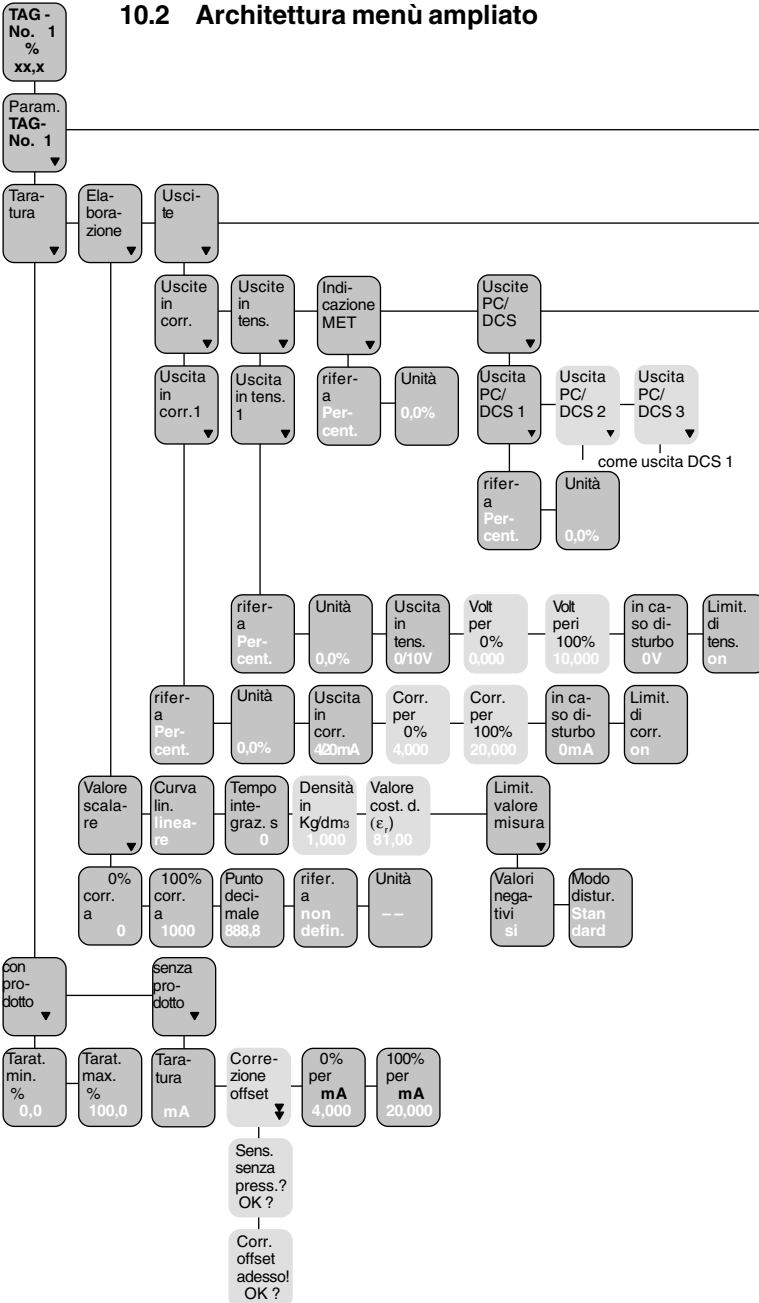 10.2 Architettura menù ampliato
TAG -
No. 1
%
xx,x
Param.
TAG-
No. 1
Tara-
tura
Ela-
bora-
zione
Usci-
te
Uscite
in
corr.
Uscite
in
tens.
Indi-
cazione
MET
Uscite
PC/
DCS
Uscita
in
corr.1
Uscita
in tens.
1
rifer-
a
Per-
cent.
Unità
0,0%
Uscita
PC/
DCS 1
Uscita
PC/
DCS 2
Uscita
PC/
DCS 3
come uscita DCS 1
rifer-
a
Per-
cent.
Unità
0,0%
rifer-
a
Per-
cent.
Unità
0,0%
Uscita
in
tens.
0/10V
Volt
per
0%
0,000
Volt
peri
100%
10,000
in ca-
so di-
sturbo
0V
Limit.
di
tens.
on
rifer-
a
Per-
cent.
Unità
0,0%
Uscita
in
corr.
4/20mA
Corr.
per
0%
4,000
Corr.
per
100%
20,000
in ca-
so di-
sturbo
0mA
Limit.
di
corr.
on
Valore
scala-
re
Curva
lin.
linea-
re
Tempo
inte-
graz. s
0
Densità
in
Kg/dm3
1,000
Valore
cost. d.
(εr)
81,00
Limit.
valore
misura
0%
corr.
a
0
100%
corr.
a
1000
Punto
deci-
male
888,8
rifer.
a
non
defin.
Unità
– –
Valori
nega-
tivi
si
Modo
distur.
Stan
dard
con
pro-
dotto
senza
pro-
dotto
Tarat.
min.
%
0,0
Tarat.
max.
%
100,0
Tara-
tura
mA
Corre-
zione
offset
0%
per
mA
4,000
100%
per
mA
20,000
Sens.
senza
press.?
OK ?
Corr.
offset
adesso!
OK ?